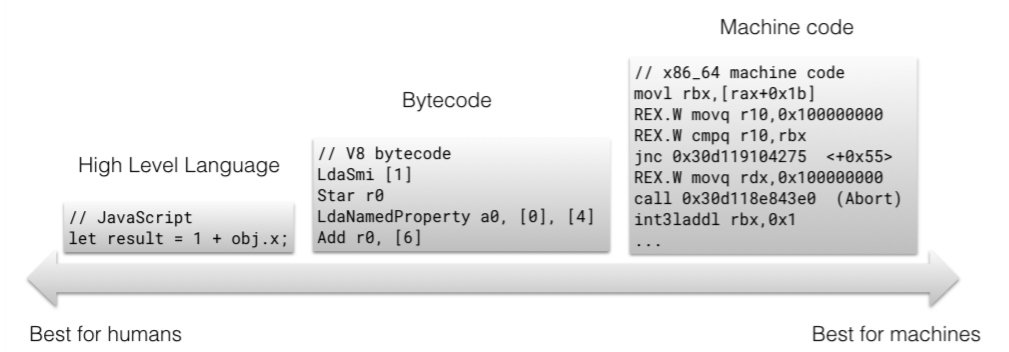 High Level Language
// JavaScript
let result = 1 + obj.x;
Bytecode
// V8 bytecode
LdaSmi [1]
Star r0
LdaNamedProperty a0, [0], [4]
Add r0, [6]
Machine code
// x86_64 machine code
movl rbx,[rax+0x1b]
REX.W movq r10,0x100000000
REX.W cmpq r10,rbx
jnc 0x30d119104275  <+0x55>
REX.W movq rdx,0x100000000
call 0x30d118e843e0  (Abort)
int3laddl rbx,0x1
...
Best for humans
Best for machines